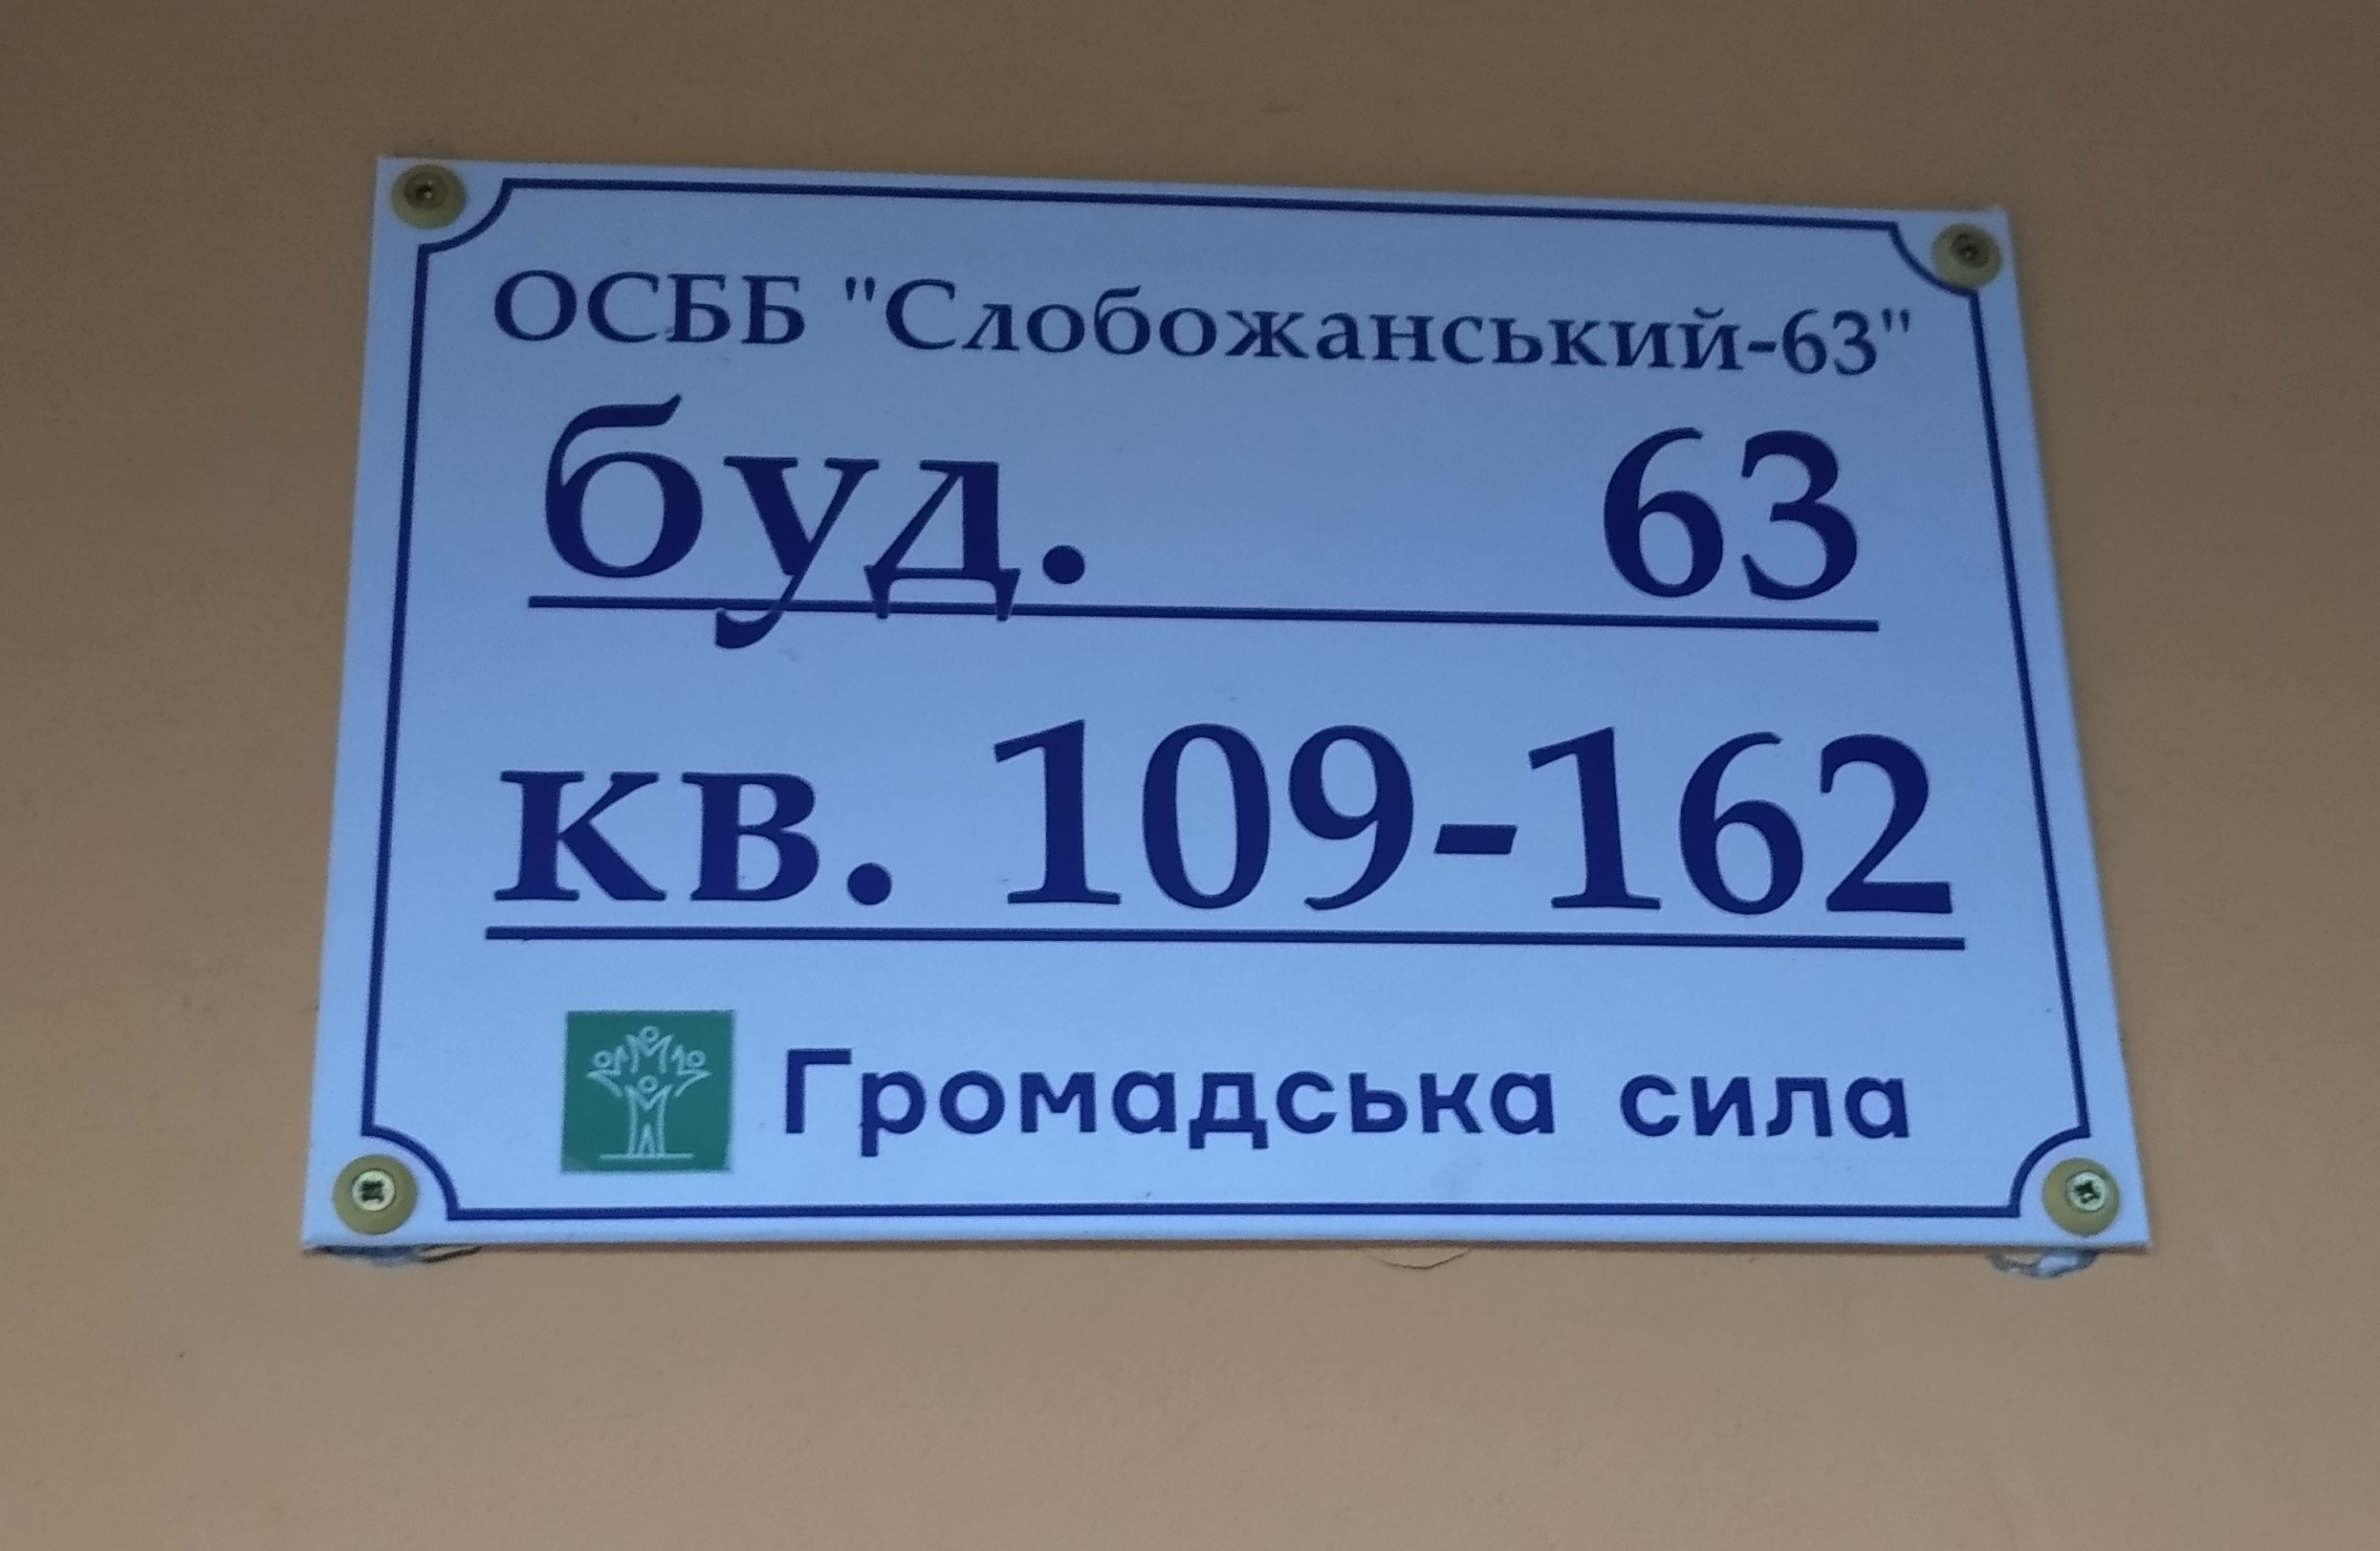 ОСББ "Слобожанський-63"
буд. 63
кв. 109-162
Громадська сила